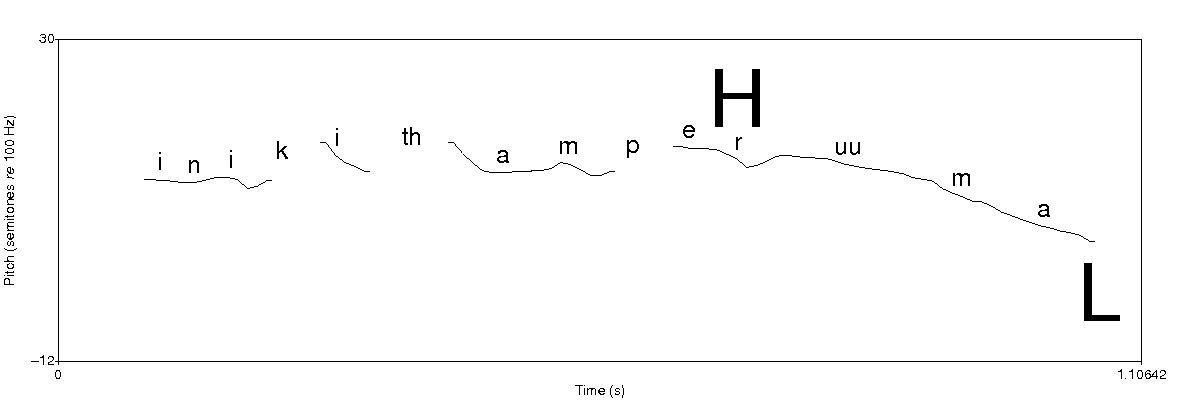 30
H
i n i k i th a m p e r uu m a
L
Pitch (semitones re 100 Hz)
–12
0 1.10642
Time (s)